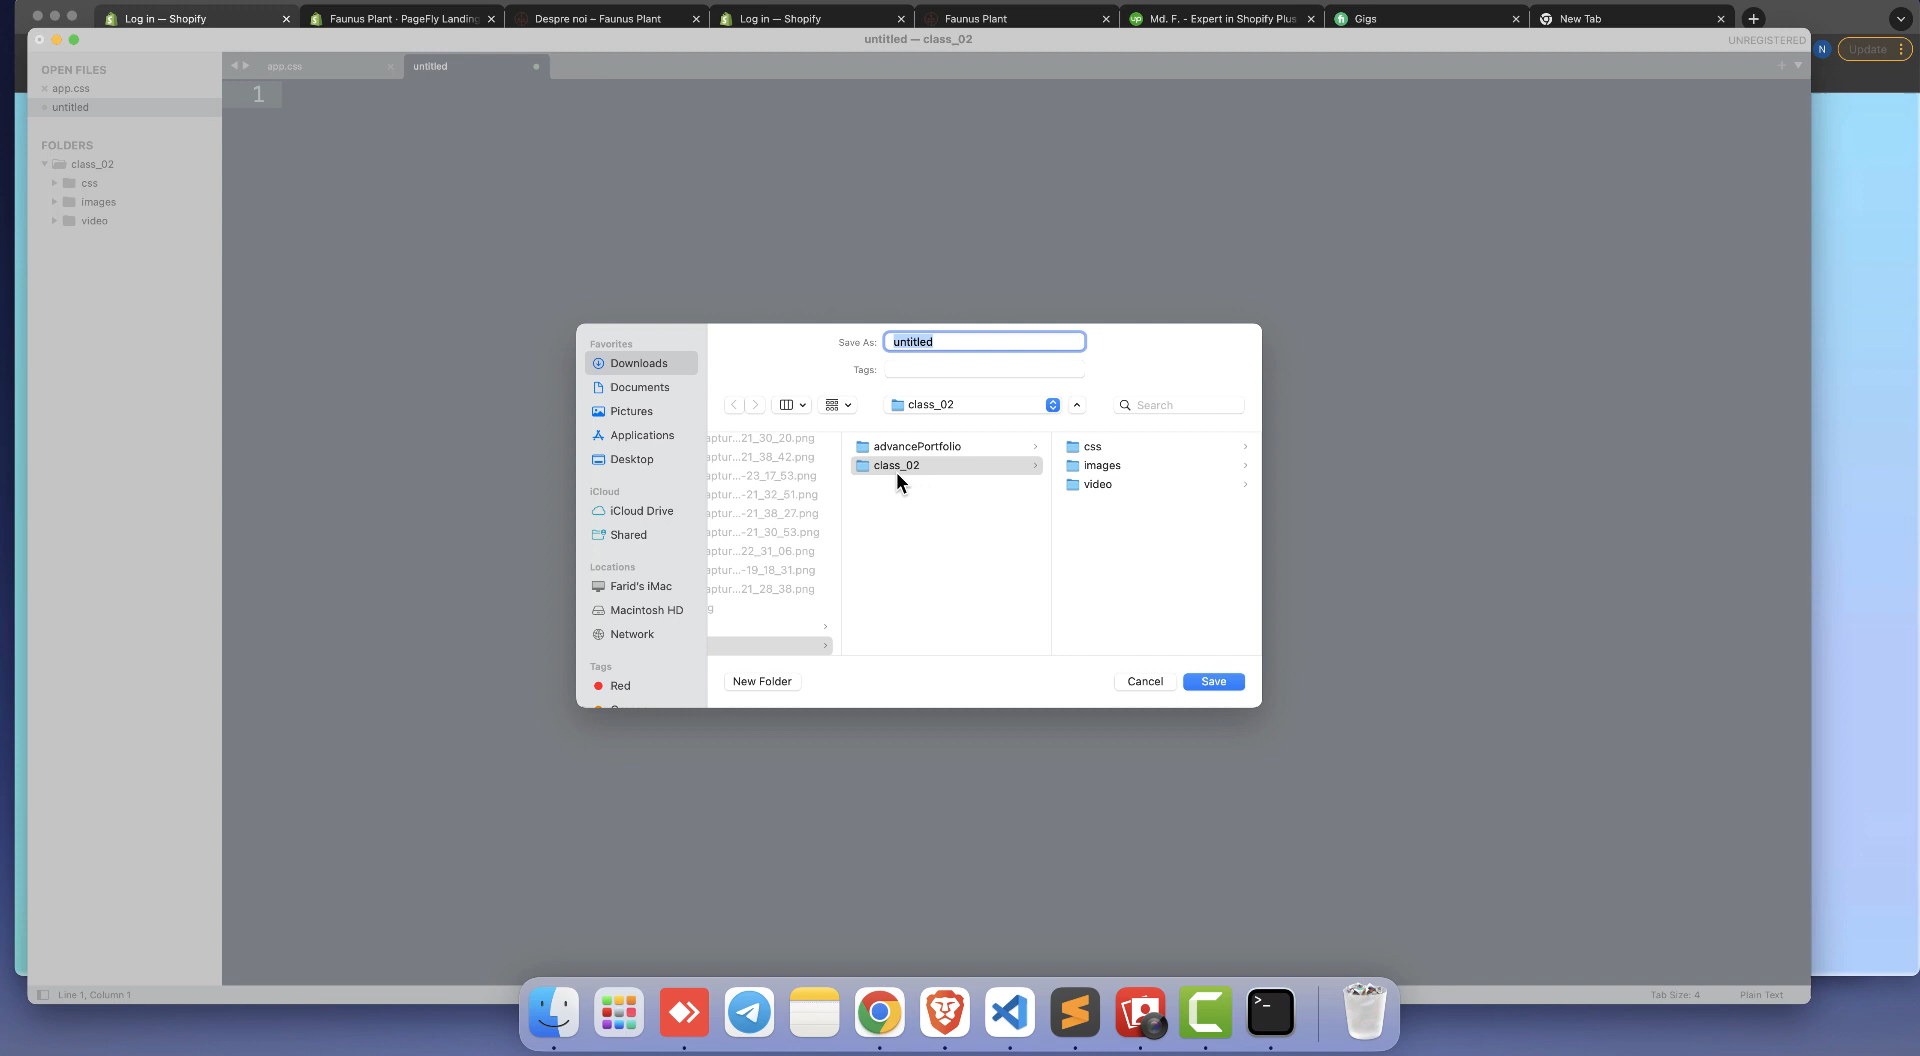 Log in — Shopify
Faunus Plant · PageFly Landing
Despre noi – Faunus Plant
Log in — Shopify
Faunus Plant
Md. F. - Expert in Shopify Plus
Gigs
New Tab
untitled — class_02
UNREGISTERED
N
Update
OPEN FILES
app.css
untitled
FOLDERS
class_02
css
images
video
app.css
untitled
1
Favorites
Downloads
Documents
Pictures
Applications
Desktop
iCloud
iCloud Drive
Shared
Locations
Farid's iMac
Macintosh HD
Network
Tags
Red
Save As:
untitled
Tags:
class_02
Search
aptur...21_30_20.png
aptur...21_38_42.png
aptur...-23_17_53.png
aptur...-21_32_51.png
aptur...-21_38_27.png
aptur...-21_30_53.png
aptur...22_31_06.png
aptur...-19_18_31.png
aptur...21_28_38.png
g
advancePortfolio
class_02
css
images
video
New Folder
Cancel
Save
Line 1, Column 1
Tab Size: 4
Plain Text